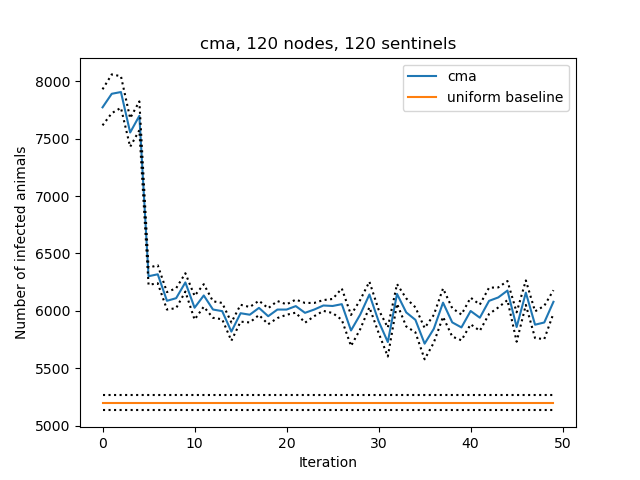 cma, 120 nodes, 120 sentinels
cma
uniform baseline
Number of infected animals
8000
7500
7000
6500
6000
5500
5000
0 10 20 30 40 50
Iteration